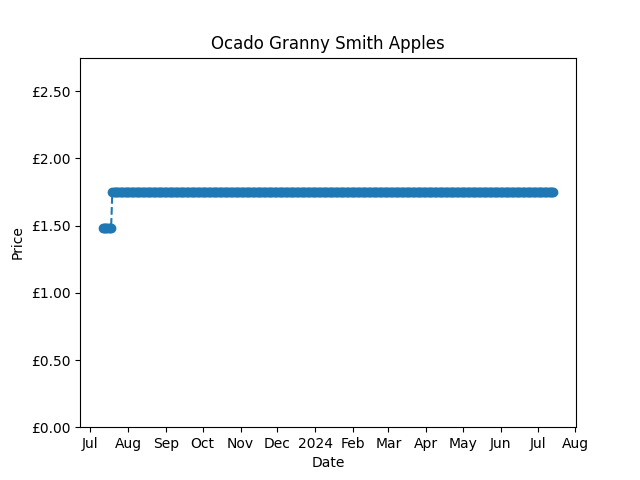 Ocado Granny Smith Apples
£2.50
£2.00
£1.50
£1.00
£0.50
£0.00
Price
Jul Aug Sep Oct Nov Dec 2024 Feb Mar Apr May Jun Jul Aug
Date